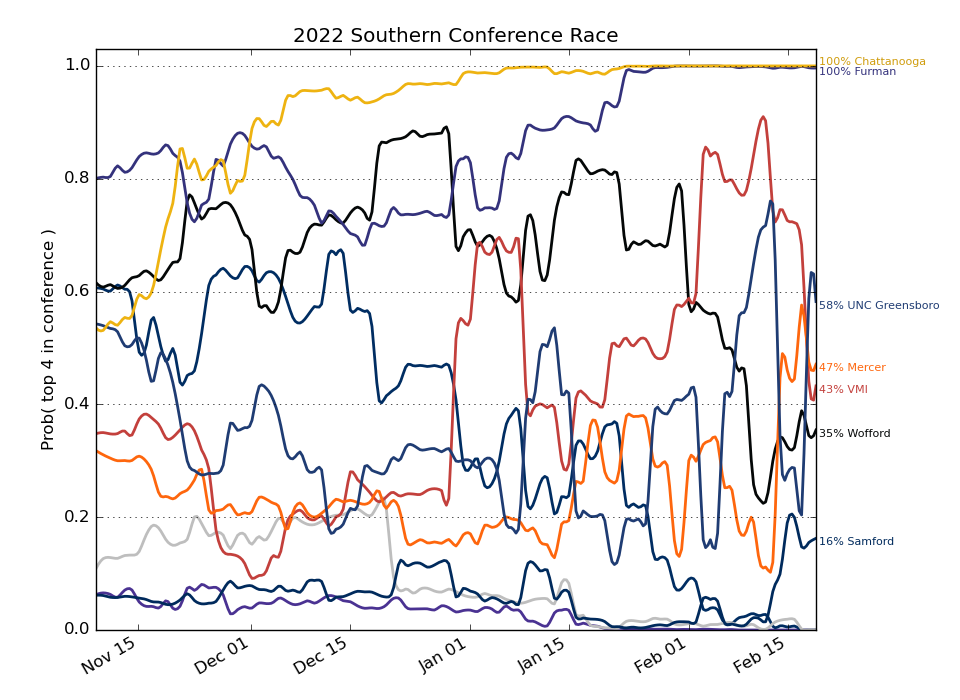 2022 Southern Conference Race
Prob( top 4 in conference )
1.0
0.8
0.6
0.4
0.2
0.0
100% Chattanooga
100% Furman
58% UNC Greensboro
47% Mercer
43% VMI
35% Wofford
16% Samford
Nov 15
Dec 01
Dec 15
Jan 01
Jan 15
Feb 01
Feb 15